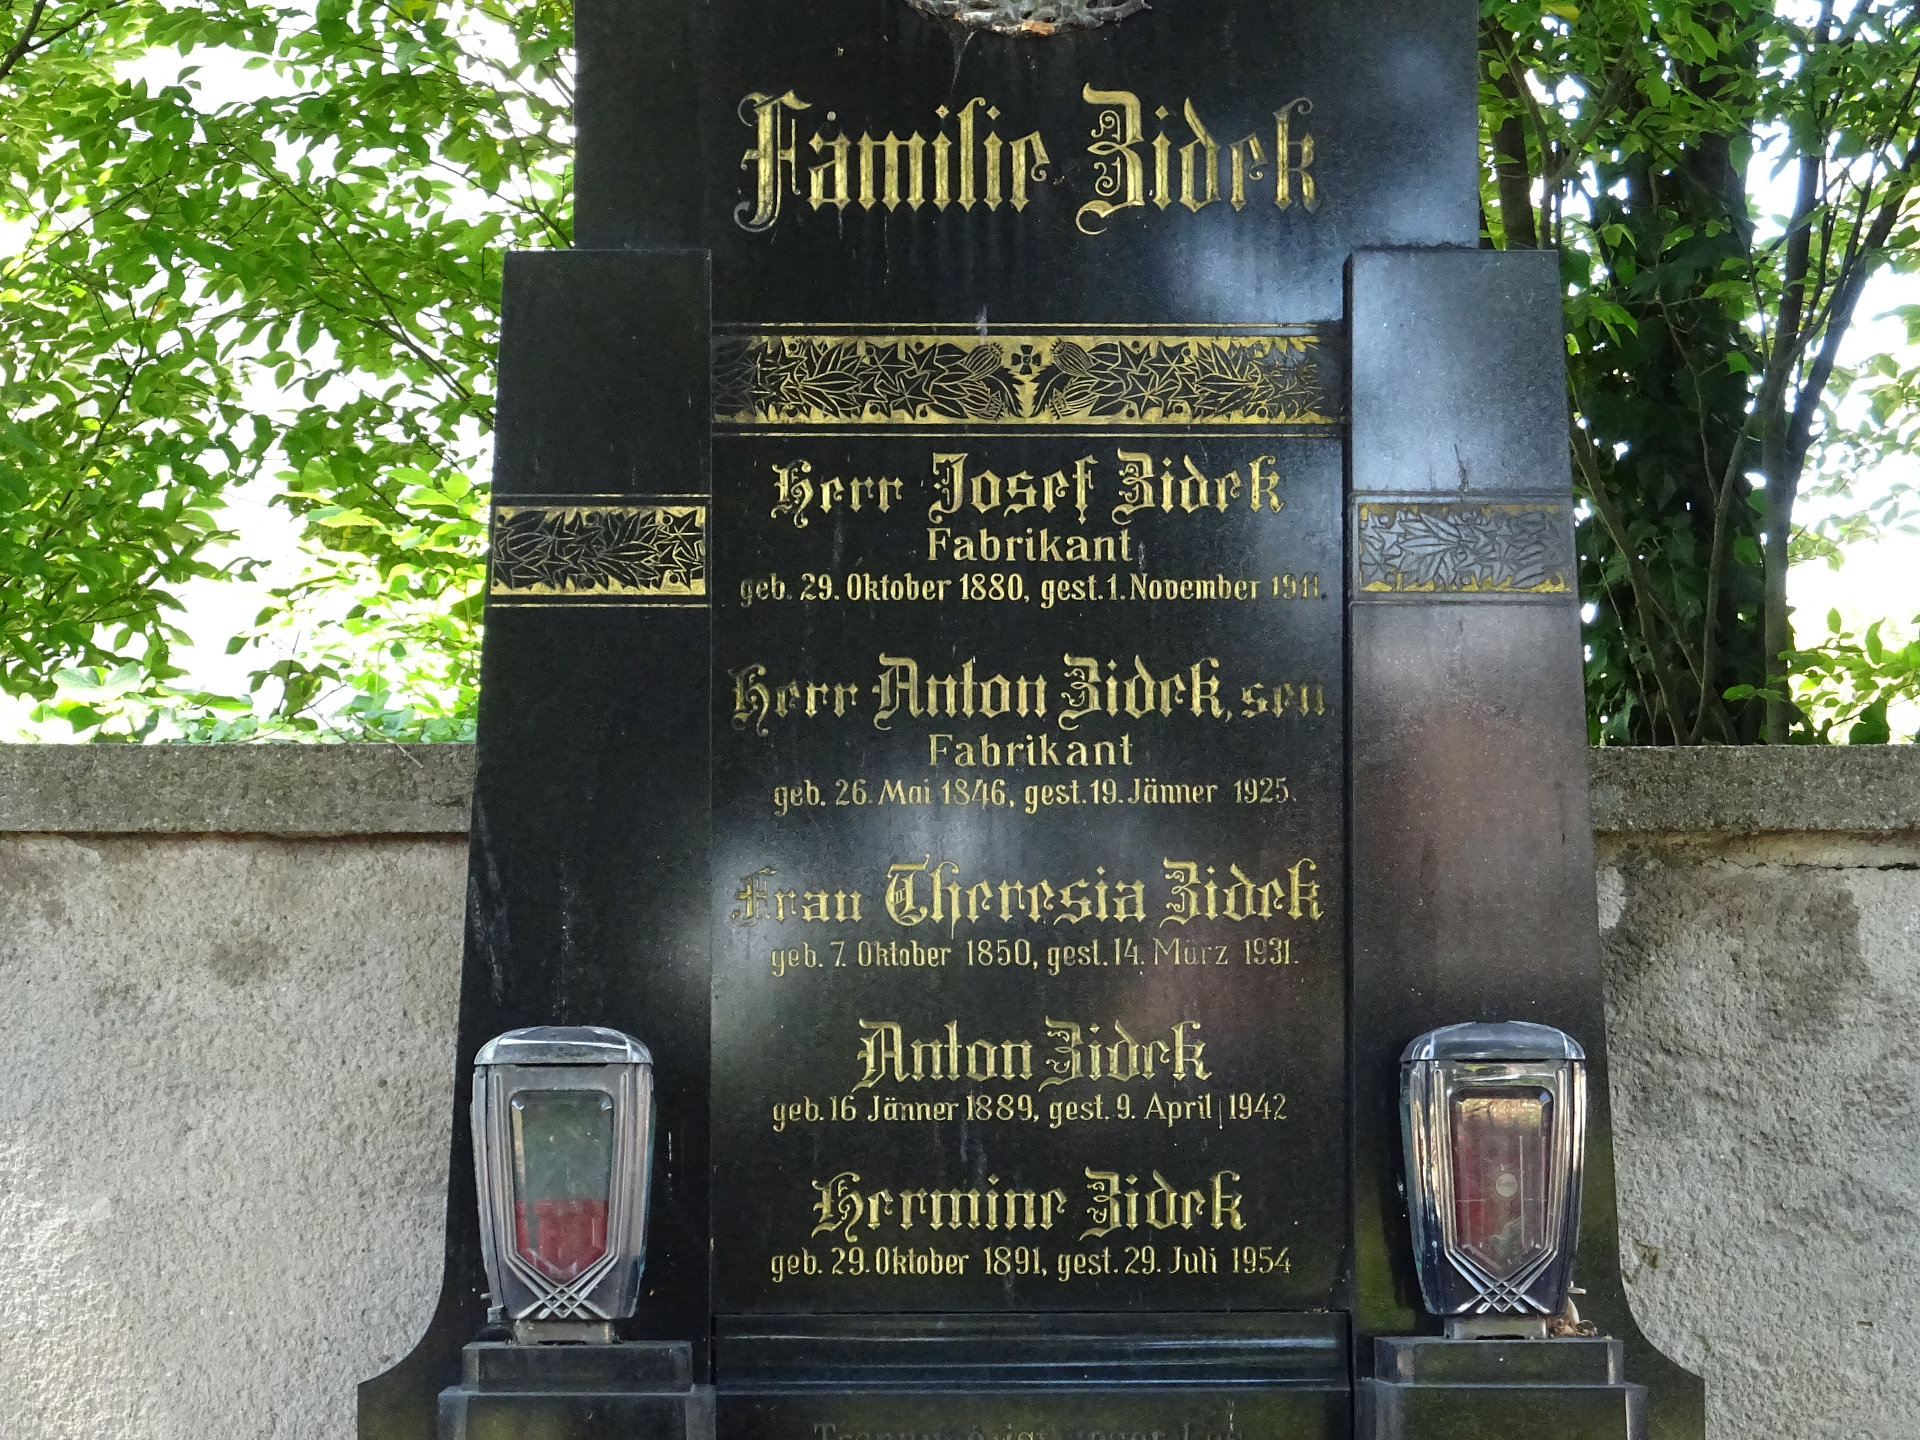 Familie Zidek
Herr Josef Zidek
Fabrikant
geb. 29. Oktober 1880, gest. 1. November 1911.
Herr Anton Zidek, sen.
Fabrikant
geb. 26. Mai 1846, gest. 19. Jänner 1925.
Frau Theresia Zidek
geb. 7. Oktober 1850, gest. 14. März 1931.
Anton Zidek
geb. 16 Jänner 1889, gest. 9. April 1942
Hermine Zidek
geb. 29. Oktober 1891, gest. 29. Juli 1954